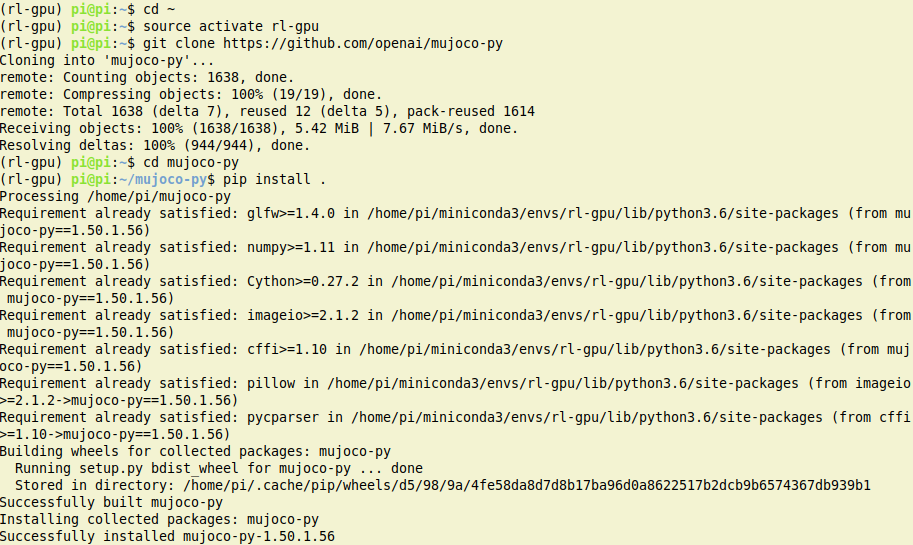 (rl-gpu) pi@pi:~$ cd ~
(rl-gpu) pi@pi:~$ source activate rl-gpu
(rl-gpu) pi@pi:~$ git clone https://github.com/openai/mujoco-py
Cloning into 'mujoco-py'...
remote: Counting objects: 1638, done.
remote: Compressing objects: 100% (19/19), done.
remote: Total 1638 (delta 7), reused 12 (delta 5), pack-reused 1614
Receiving objects: 100% (1638/1638), 5.42 MiB | 7.67 MiB/s, done.
Resolving deltas: 100% (944/944), done.
(rl-gpu) pi@pi:~$ cd mujoco-py
(rl-gpu) pi@pi:~/mujoco-py$ pip install .
Processing /home/pi/mujoco-py
Requirement already satisfied: glfw>=1.4.0 in /home/pi/miniconda3/envs/rl-gpu/lib/python3.6/site-packages (from mu
joco-py==1.50.1.56)
Requirement already satisfied: numpy>=1.11 in /home/pi/miniconda3/envs/rl-gpu/lib/python3.6/site-packages (from mu
joco-py==1.50.1.56)
Requirement already satisfied: Cython>=0.27.2 in /home/pi/miniconda3/envs/rl-gpu/lib/python3.6/site-packages (from
 mujoco-py==1.50.1.56)
Requirement already satisfied: imageio>=2.1.2 in /home/pi/miniconda3/envs/rl-gpu/lib/python3.6/site-packages (from
 mujoco-py==1.50.1.56)
Requirement already satisfied: cffi>=1.10 in /home/pi/miniconda3/envs/rl-gpu/lib/python3.6/site-packages (from muj
oco-py==1.50.1.56)
Requirement already satisfied: pillow in /home/pi/miniconda3/envs/rl-gpu/lib/python3.6/site-packages (from imageio
>=2.1.2->mujoco-py==1.50.1.56)
Requirement already satisfied: pycparser in /home/pi/miniconda3/envs/rl-gpu/lib/python3.6/site-packages (from cffi
>=1.10->mujoco-py==1.50.1.56)
Building wheels for collected packages: mujoco-py
  Running setup.py bdist_wheel for mujoco-py ... done
  Stored in directory: /home/pi/.cache/pip/wheels/d5/98/9a/4fe58da8d7d8b17ba96d0a8622517b2dcb9b6574367db939b1
Successfully built mujoco-py
Installing collected packages: mujoco-py
Successfully installed mujoco-py-1.50.1.56